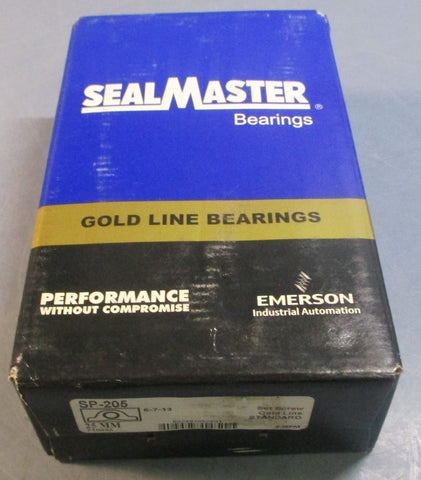 SEALMASTER®
Bearings
GOLD LINE BEARINGS
PERFORMANCE
WITHOUT COMPROMISE
EMERSON
Industrial Automation
SP-205
6-7-13
25 MM
Set Screw
Gold Line
STANDARD